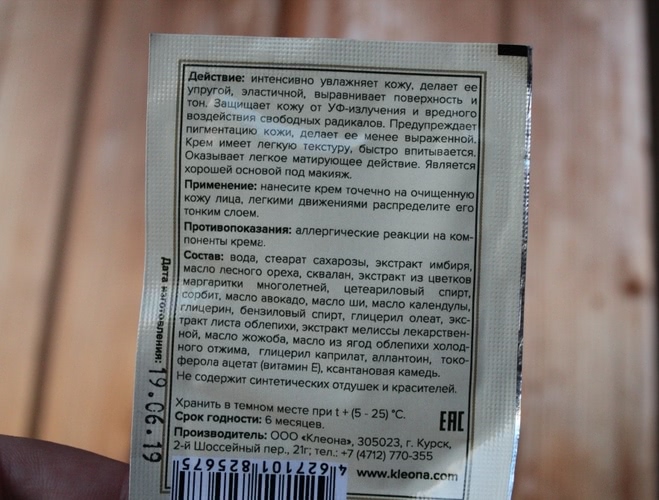 Действие: интенсивно увлажняет кожу, делает ее
упругой, эластичной, выравнивает поверхность и
тон. Защищает кожу от УФ-излучения и вредного
воздействия свободных радикалов. Предупреждает
пигментацию кожи, делает ее менее выраженной.
Крем имеет легкую текстуру, быстро впитывается.
Оказывает легкое матирующее действие. Является
хорошей основой под макияж.
Применение: нанесите крем точечно на очищенную
кожу лица, легкими движениями распределите его
тонким слоем.
Противопоказания: аллергические реакции на ком-
поненты крема.
Состав: вода, стеарат сахарозы, экстракт имбиря,
масло лесного ореха, сквалан, экстракт из цветков
маргаритки многолетней, цетеариловый спирт,
сорбит, масло авокадо, масло ши, масло календулы,
глицерин, бензиловый спирт, глицерил олеат, экс-
тракт листа облепихи, экстракт мелиссы лекарствен-
ной, масло жожоба, масло из ягод облепихи холод-
ного отжима, глицерил каприлат, аллантоин, токо-
ферола ацетат (витамин Е), ксантановая камедь.
Не содержит синтетических отдушек и красителей.
Хранить в темном месте при t + (5 - 25) °С.
Срок годности: 6 месяцев.
EAC
Производитель: ООО «Клеона», 305023, г. Курск,
2-й Шоссейный пер., 21г; тел.: +7 (4712) 770-355
www.kleona.com
4627101825675
Дата изготовления:
19.06.19